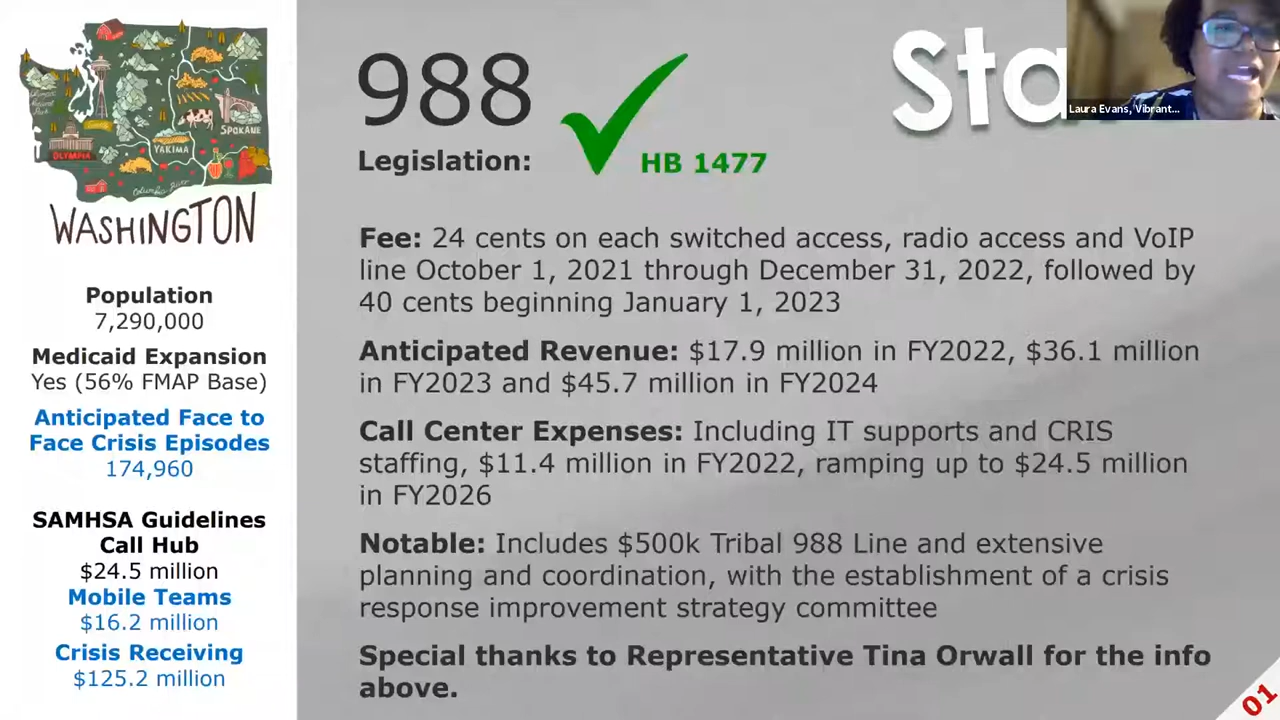 OLYMPIA
YAKIMA
SPOKANE
Columbia River
WASHINGTON
Population
7,290,000
Medicaid Expansion
Yes (56% FMAP Base)
Anticipated Face to
Face Crisis Episodes
174,960
SAMHSA Guidelines
Call Hub
$24.5 million
Mobile Teams
$16.2 million
Crisis Receiving
$125.2 million
988
Legislation:
HB 1477
Sta
Laura Evans, Vibrant...
Fee: 24 cents on each switched access, radio access and VoIP
line October 1, 2021 through December 31, 2022, followed by
40 cents beginning January 1, 2023
Anticipated Revenue: $17.9 million in FY2022, $36.1 million
in FY2023 and $45.7 million in FY2024
Call Center Expenses: Including IT supports and CRIS
staffing, $11.4 million in FY2022, ramping up to $24.5 million
in FY2026
Notable: Includes $500k Tribal 988 Line and extensive
planning and coordination, with the establishment of a crisis
response improvement strategy committee
Special thanks to Representative Tina Orwall for the info
above.
01